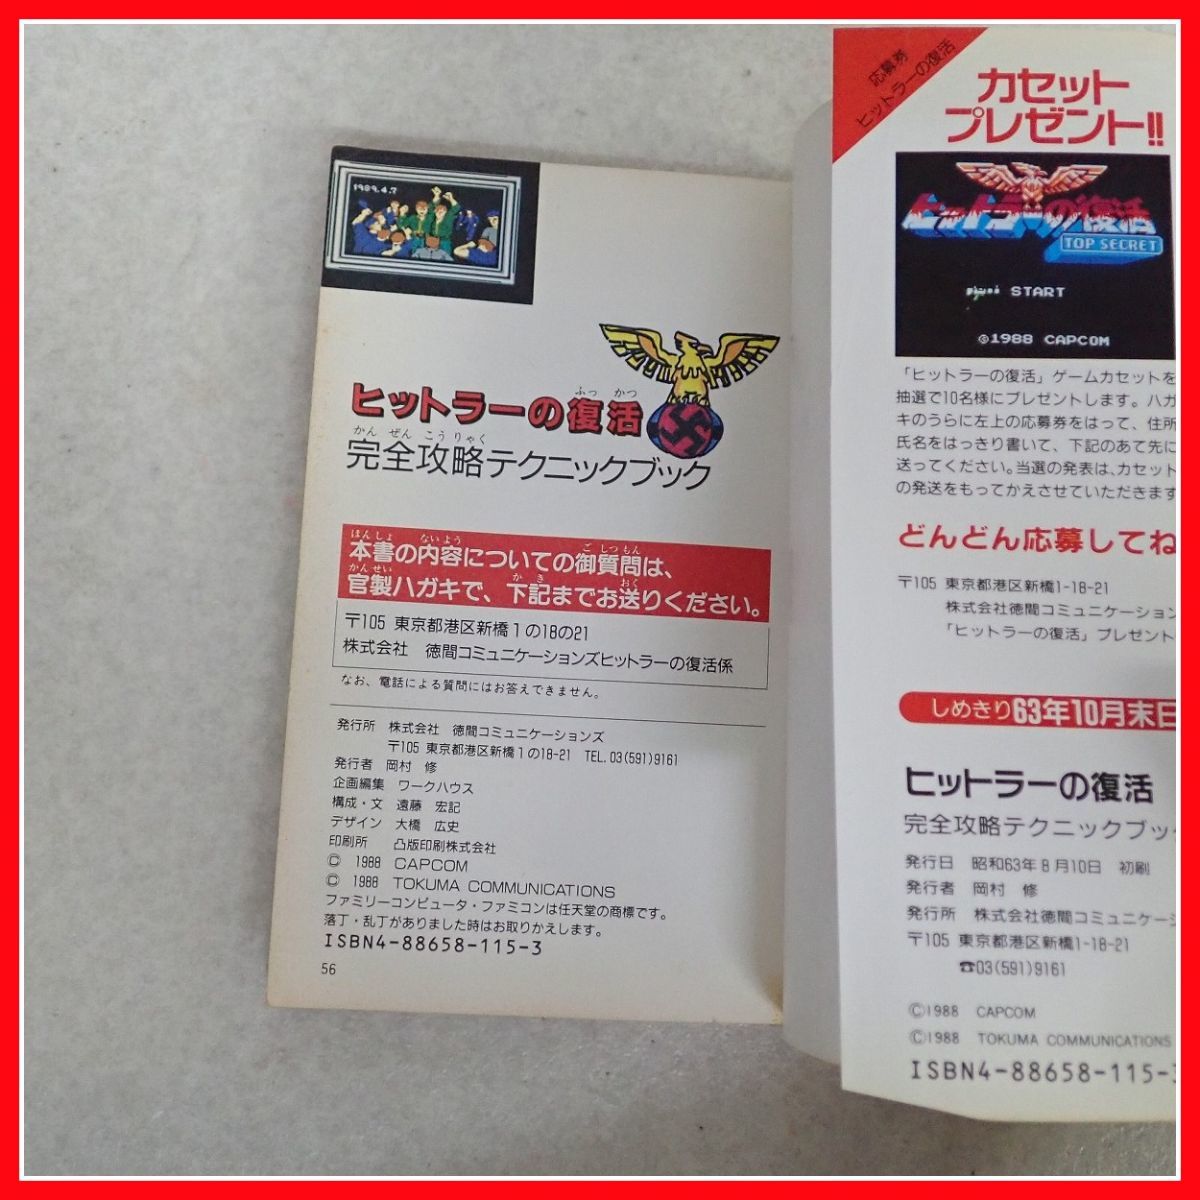 1989.4.7
ヒットラーの復活
ふっ かつ
完全攻略テクニックブック
かん ぜん こう りゃく
本書の内容についての御質問は、
ほんしょ ないよう ご しつもん
官製ハガキで、下記までお送りください。
かんせい か き おく
〒105 東京都港区新橋1の18の21
株式会社 徳間コミュニケーションズヒットラーの復活係
なお、電話による質問にはお答えできません。
発行所 株式会社 徳間コミュニケーションズ
〒105 東京都港区新橋1の18-21 TEL.03(591)9161
発行者 岡村 修
企画編集 ワークハウス
構成・文 遠藤 宏記
デザイン 大橋 広史
印刷所 凸版印刷株式会社
© 1988 CAPCOM
© 1988 TOKUMA COMMUNICATIONS
ファミリーコンピュータ・ファミコンは任天堂の商標です。
落丁・乱丁がありました時はお取りかえします。
ISBN4-88658-115-3
56
応募券
ヒットラーの復活
カセット
プレゼント!!
ヒットラーの復活
TOP SECRET
START
©1988 CAPCOM
「ヒットラーの復活」ゲームカセットを
抽選で10名様にプレゼントします。ハガ
キのうらに左上の応募券をはって、住所
氏名をはっきり書いて、下記のあて先に
送ってください。当選の発表は、カセット
の発送をもってかえさせていただきます
どんどん応募してね
〒105 東京都港区新橋1-18-21
株式会社徳間コミュニケーション
「ヒットラーの復活」プレゼント
しめきり63年10月末日
ヒットラーの復活
完全攻略テクニックブッ
発行日 昭和63年8月10日 初刷
発行者 岡村 修
発行所 株式会社徳間コミュニケーシ
〒105 東京都港区新橋1-18-21
☎03(591)9161
©1988 CAPCOM
©1988 TOKUMA COMMUNICATIONS
ISBN4-88658-115-